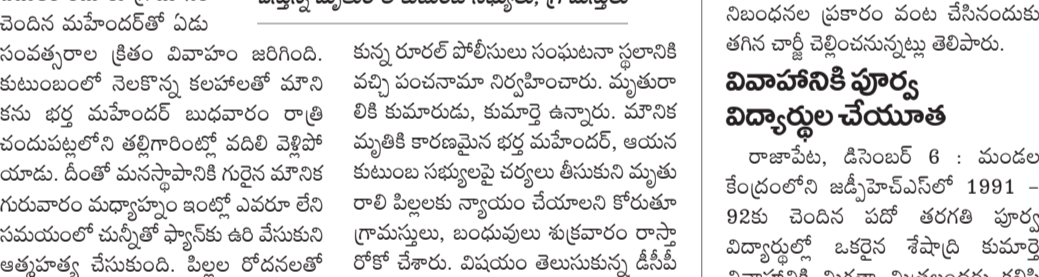 చెందిన మహేందర్‌తో ఏడు
సంవత్సరాల క్రితం వివాహం జరిగింది.
కుటుంబంలో నెలకొన్న కలహాలతో మౌని
కను భర్త మహేందర్ బుధవారం రాత్రి
చందుపట్లలోని తల్లిగారింట్లో వదిలి వెళ్లిపో
యాడు. దీంతో మనస్తాపానికి గురైన మౌనిక
గురువారం మధ్యాహ్నం ఇంట్లో ఎవరూ లేని
సమయంలో చున్నీతో ఫ్యాన్‌కు ఉరి వేసుకుని
ఆత్మహత్య చేసుకుంది. పిల్లల రోదనలతో
కున్న రూరల్ పోలీసులు సంఘటనా స్థలానికి
వచ్చి పంచనామా నిర్వహించారు. మృతురా
లికి కుమారుడు, కుమార్తె ఉన్నారు. మౌనిక
మృతికి కారణమైన భర్త మహేందర్, ఆయన
కుటుంబ సభ్యులపై చర్యలు తీసుకుని మృతు
రాలి పిల్లలకు న్యాయం చేయాలని కోరుతూ
గ్రామస్తులు, బంధువులు శుక్రవారం రాస్తా
రోకో చేశారు. విషయం తెలుసుకున్న డీసీపీ
నిబంధనల ప్రకారం వంట చేసినందుకు
తగిన చార్జీ చెల్లించనున్నట్లు తెలిపారు.
వివాహానికి పూర్వ
విద్యార్థుల చేయూత
రాజాపేట, డిసెంబర్ 6 : మండల
కేంద్రంలోని జడ్పీహెచ్‌ఎస్‌లో 1991 –
92కు చెందిన పదో తరగతి పూర్వ
విద్యార్థుల్లో ఒకరైన శేషాద్రి కుమార్తె